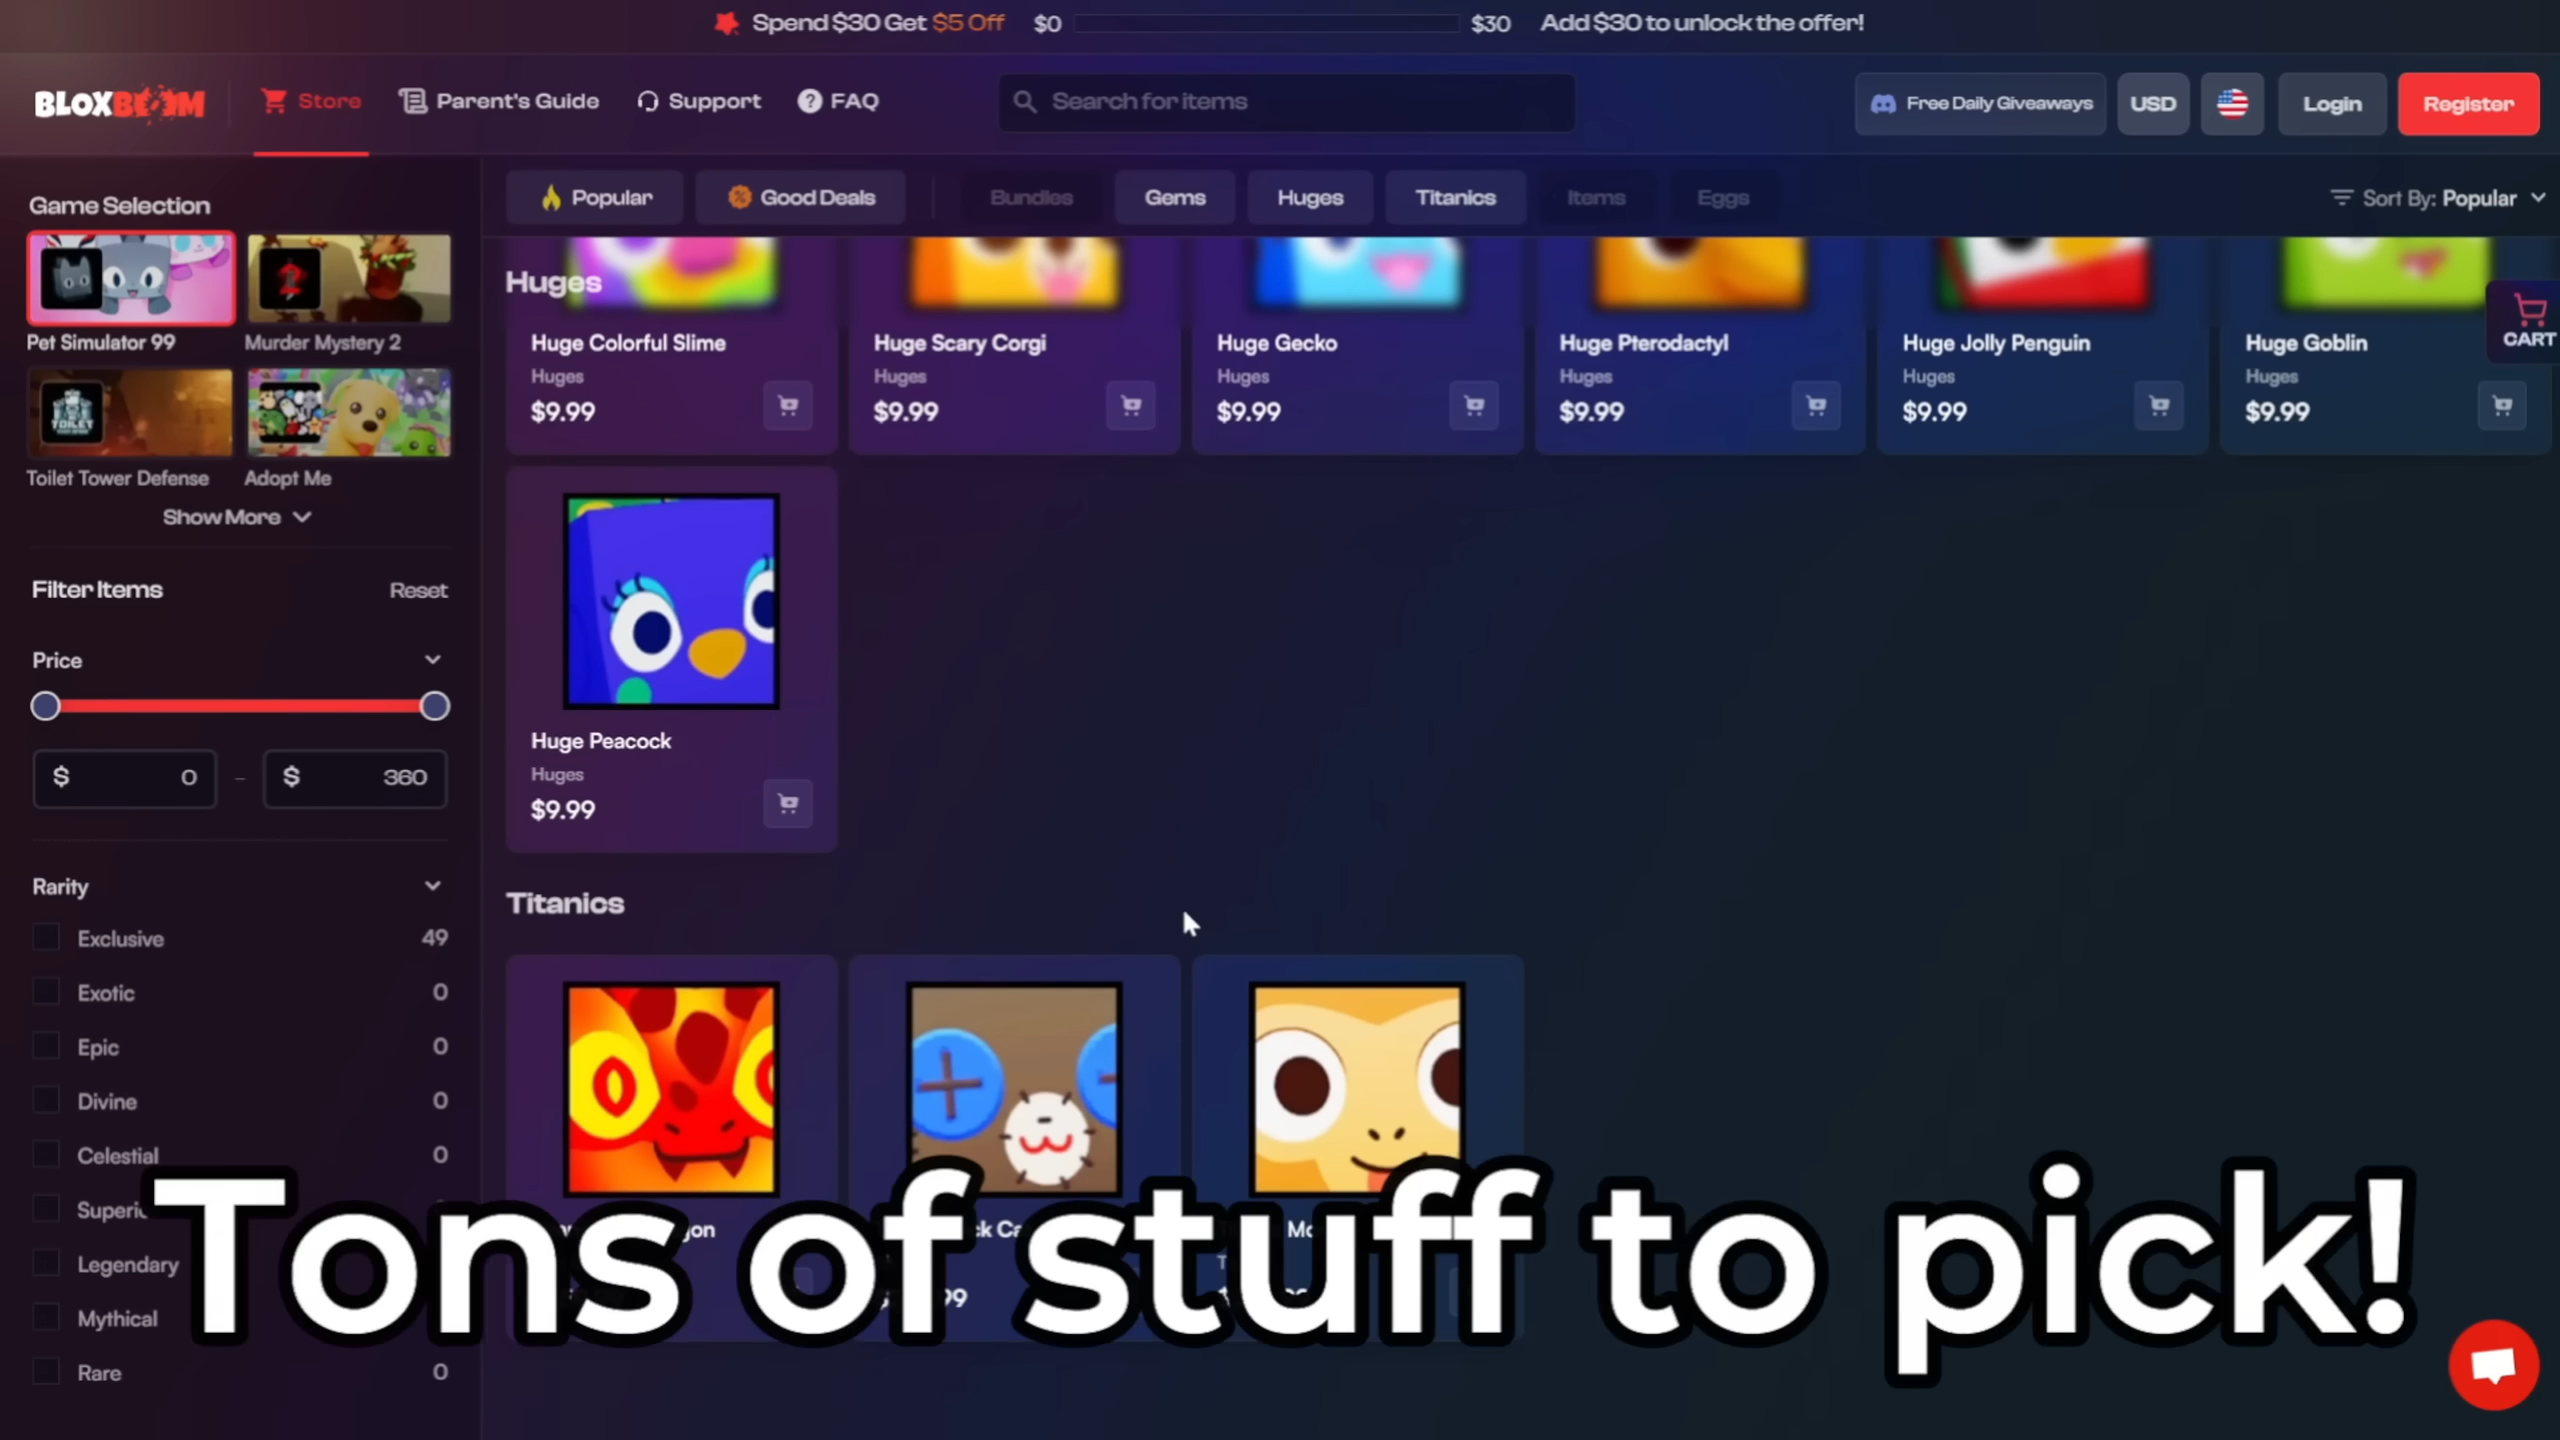 Spend $30 Get $5 Off $0 $30 Add $30 to unlock the offer!
BLOXBOOM Store Parent's Guide Support FAQ Search for items Free Daily Giveaways USD Login Register
Popular Good Deals Bundles Gems Huges Titanics Items Eggs Sort By: Popular
Game Selection
Pet Simulator 99 Murder Mystery 2
TOILET
Toilet Tower Defense Adopt Me
Show More
Filter Items Reset
Price
$ 0 - $ 360
Rarity
Exclusive 49
Exotic 0
Epic 0
Divine 0
Celestial 0
Legendary
Mythical
Rare 0
Huges
CART
Huge Colorful Slime Huge Scary Corgi Huge Gecko Huge Pterodactyl Huge Jolly Penguin Huge Goblin
Huges Huges Huges Huges Huges Huges
$9.99 $9.99 $9.99 $9.99 $9.99 $9.99
Huge Peacock
Huges
$9.99
Titanics
Tons of stuff to pick!